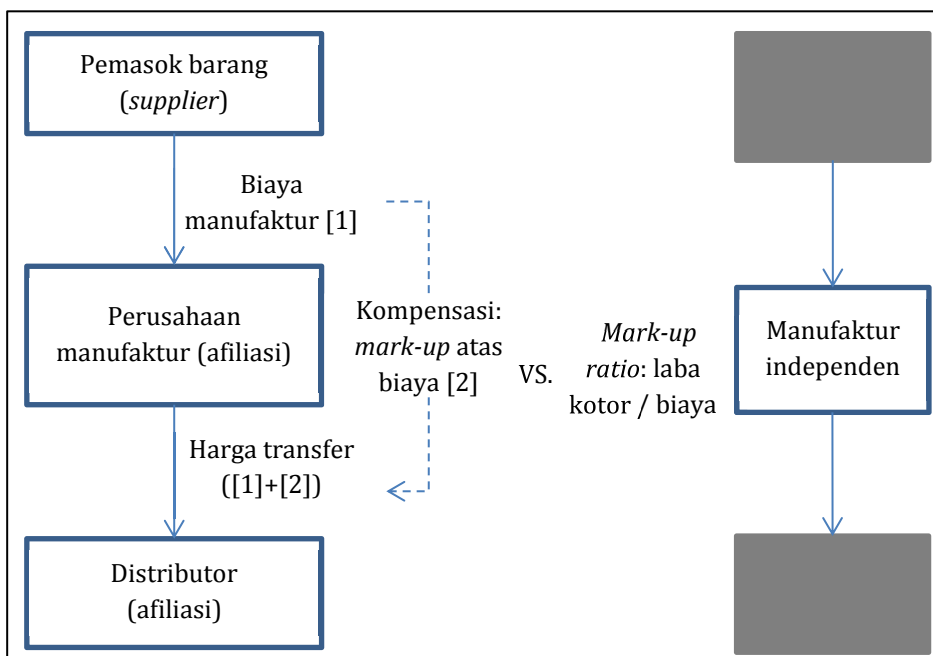 Pemasok barang
(supplier)
Biaya
manufaktur [1]
Perusahaan
manufaktur (afiliasi)
Kompensasi:
mark-up atas
biaya [2]
VS.
Mark-up
ratio: laba
kotor / biaya
Manufaktur
independen
Harga transfer
([1]+[2])
Distributor
(afiliasi)